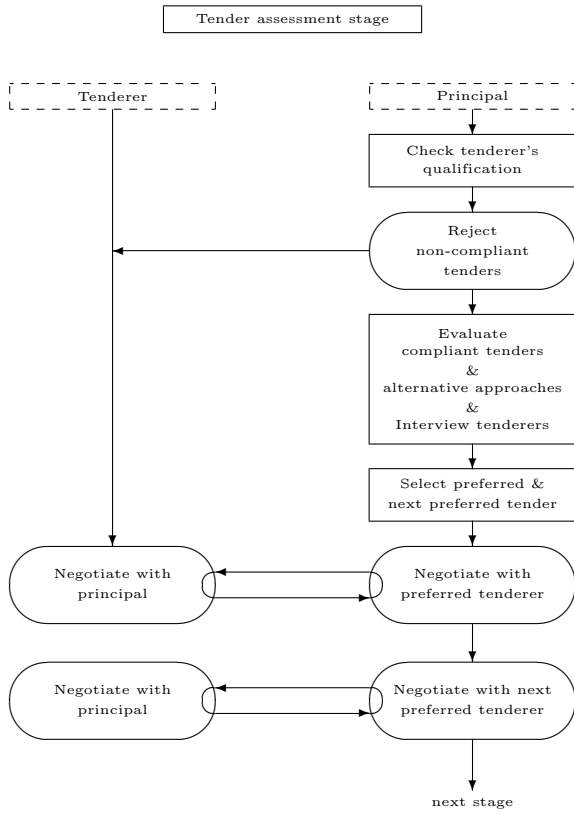 Tender assessment stage
Tenderer
Principal
Check tenderer's
qualification
Reject
non-compliant
tenders
Evaluate
compliant tenders
&
alternative approaches
&
Interview tenderers
Select preferred &
next preferred tender
Negotiate with
principal
Negotiate with
preferred tenderer
Negotiate with
principal
Negotiate with next
preferred tenderer
next stage